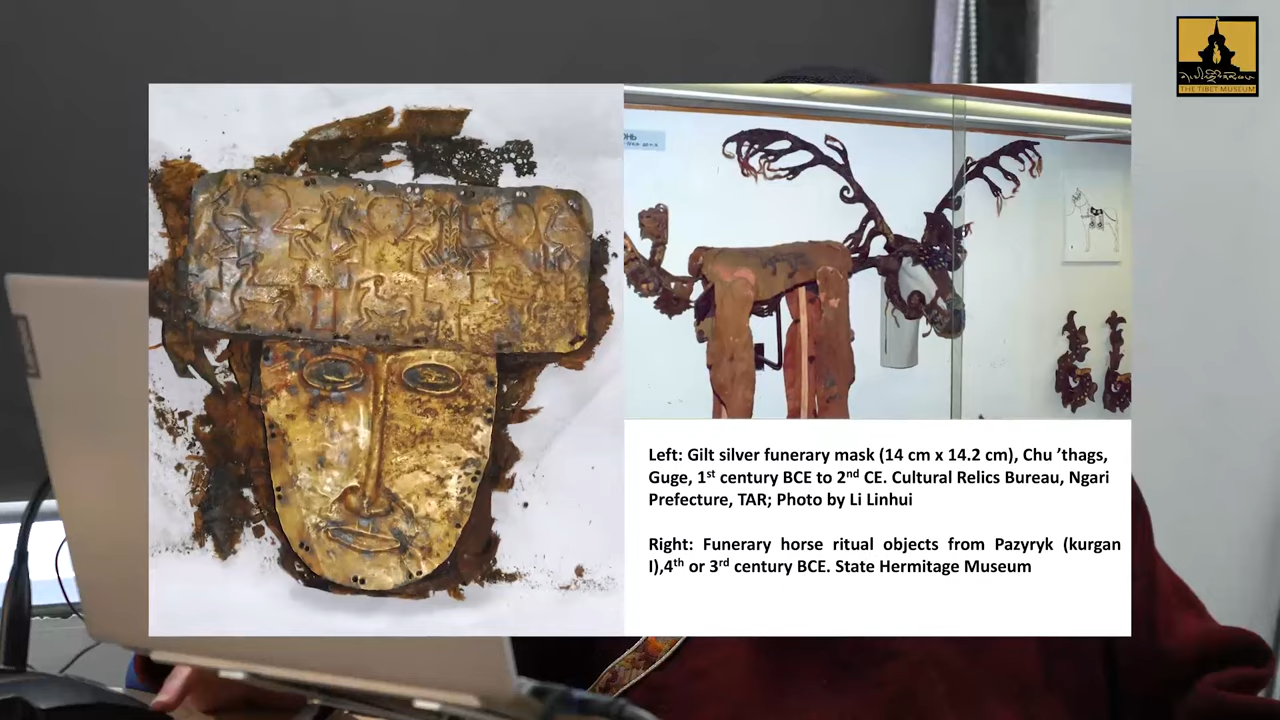 THE TIBET MUSEUM
Left: Gilt silver funerary mask (14 cm x 14.2 cm), Chu ’thags,
Guge, 1st century BCE to 2nd CE. Cultural Relics Bureau, Ngari
Prefecture, TAR; Photo by Li Linhui
Right: Funerary horse ritual objects from Pazyryk (kurgan
I),4th or 3rd century BCE. State Hermitage Museum